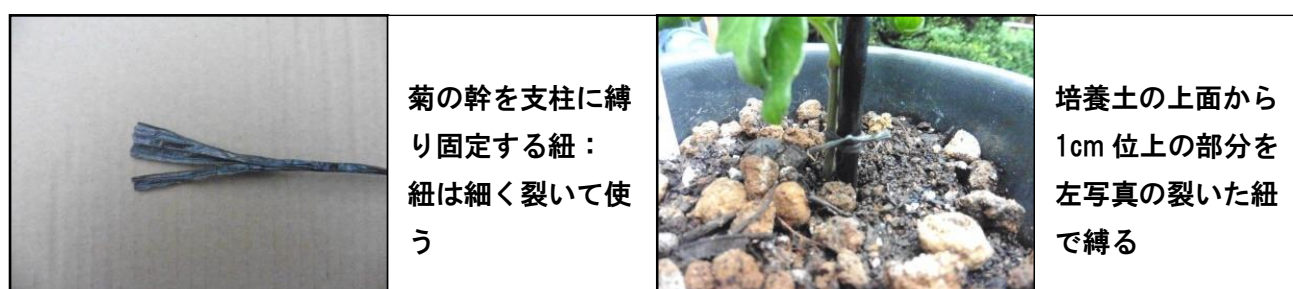 菊の幹を支柱に縛
り固定する紐：
紐は細く裂いて使
う
培養土の上面から
1cm 位上の部分を
左写真の裂いた紐
で縛る